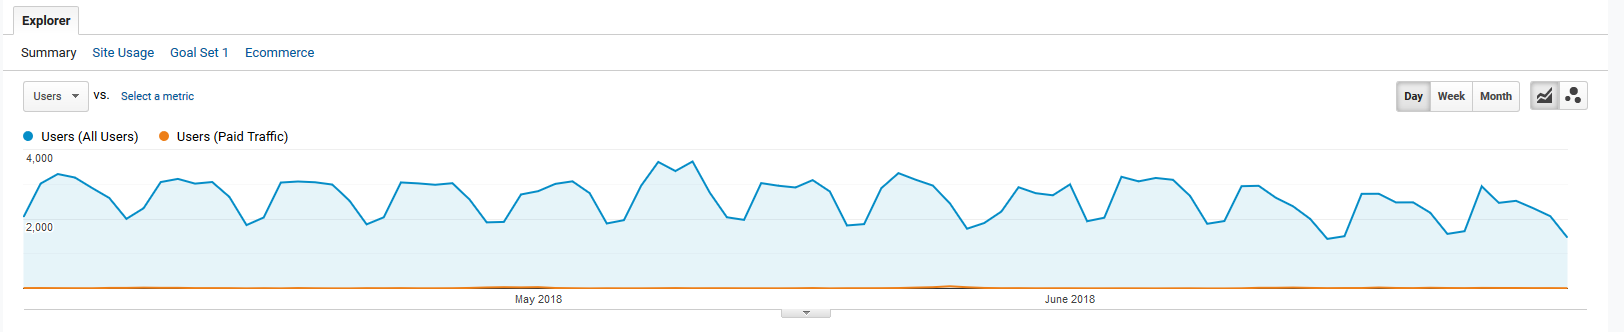 Explorer
Summary Site Usage Goal Set 1 Ecommerce
Users vs. Select a metric Day Week Month
Users (All Users) Users (Paid Traffic)
4,000
2,000
May 2018 June 2018